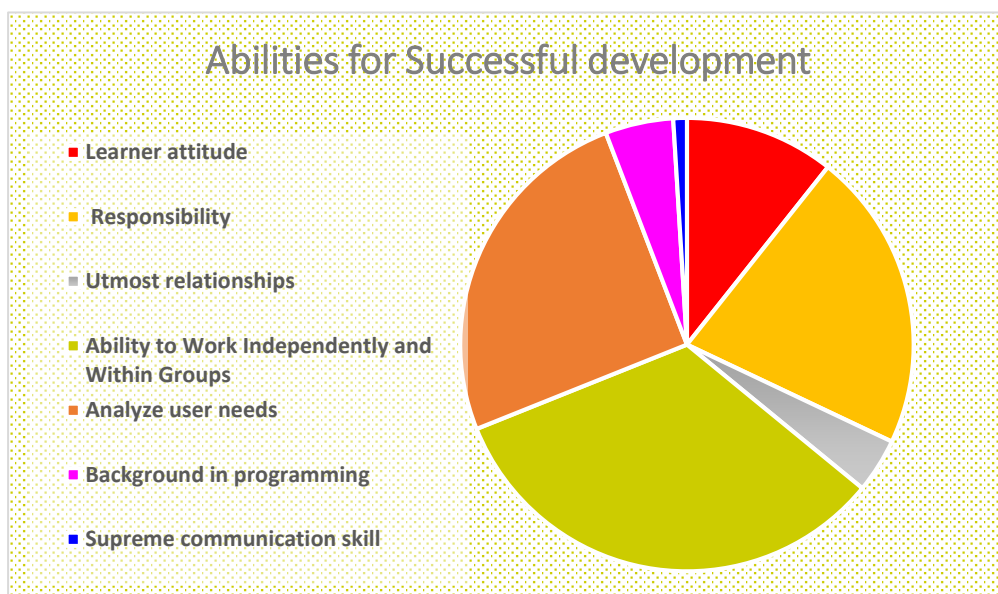 Abilities for Successful development
Learner attitude
Responsibility
Utmost relationships
Ability to Work Independently and
Within Groups
Analyze user needs
Background in programming
Supreme communication skill